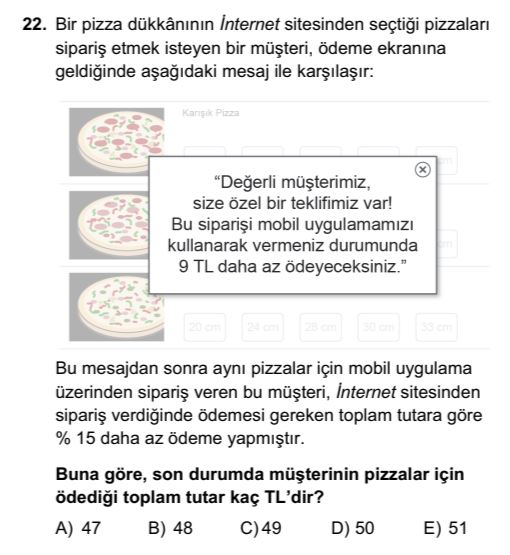 22. Bir pizza dükkânının İnternet sitesinden seçtiği pizzaları
sipariş etmek isteyen bir müşteri, ödeme ekranına
geldiğinde aşağıdaki mesaj ile karşılaşır:
Karışık Pizza
cm
“Değerli müşterimiz,
size özel bir teklifimiz var!
Bu siparişi mobil uygulamamızı
kullanarak vermeniz durumunda
9 TL daha az ödeyeceksiniz.”
cm
20 cm 24 cm 28 cm 30 cm 33 cm
Bu mesajdan sonra aynı pizzalar için mobil uygulama
üzerinden sipariş veren bu müşteri, İnternet sitesinden
sipariş verdiğinde ödemesi gereken toplam tutara göre
% 15 daha az ödeme yapmıştır.
Buna göre, son durumda müşterinin pizzalar için
ödediği toplam tutar kaç TL’dir?
A) 47 B) 48 C) 49 D) 50 E) 51